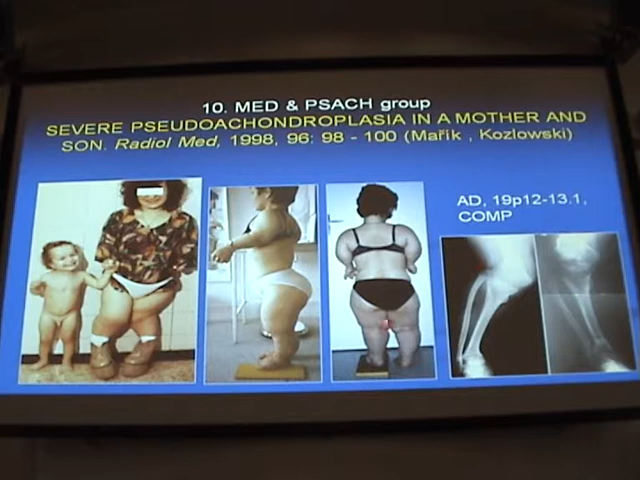 10. MED & PSACH group
SEVERE PSEUDOACHONDROPLASIA IN A MOTHER AND
SON. Radiol Med, 1998, 96: 98 - 100 (Mařík , Kozlowski)
AD, 19p12-13.1,
COMP